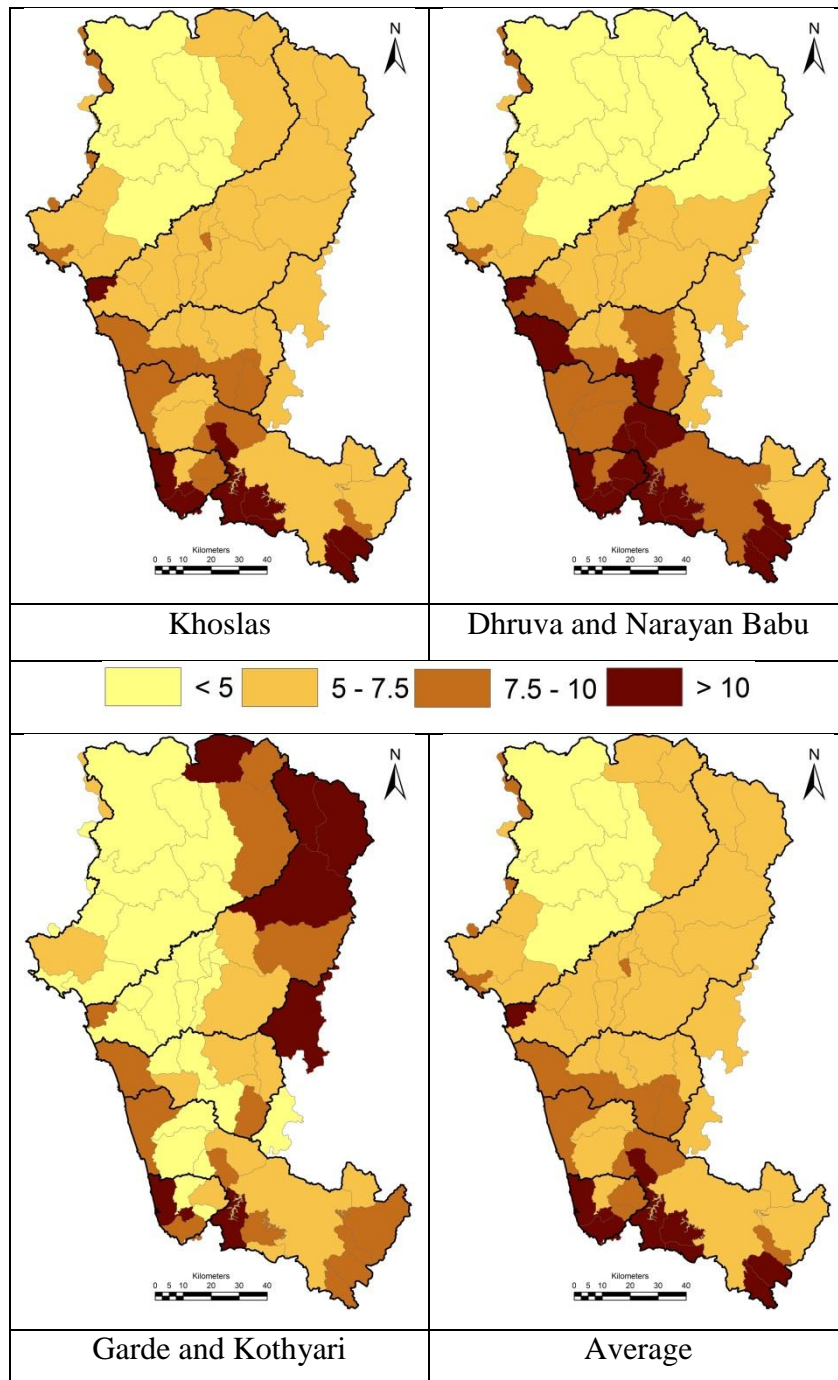 N
N
Kilometers
0 5 10 20 30 40
Kilometers
0 5 10 20 30 40
Khoslas
Dhruva and Narayan Babu
< 5 5 - 7.5 7.5 - 10 > 10
N
N
Kilometers
0 5 10 20 30 40
Kilometers
0 5 10 20 30 40
Garde and Kothyari
Average